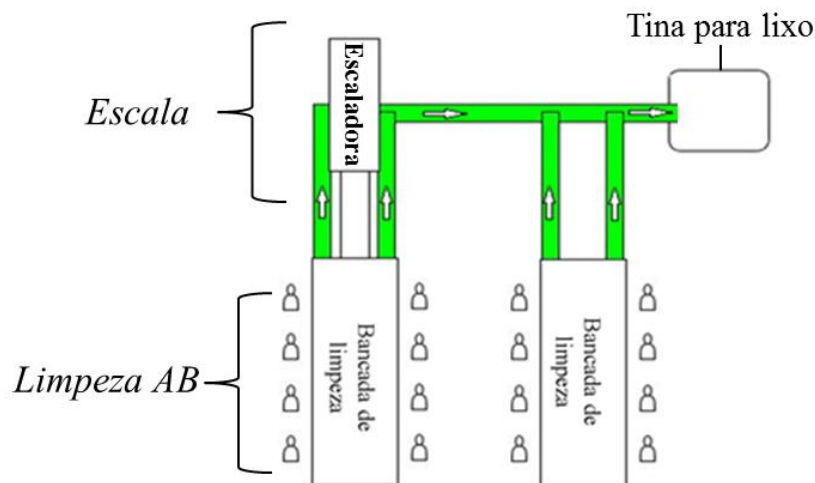 Tina para lixo
Escala
Escaladora
Limpeza AB
Bancada de
limpeza
Bancada de
limpeza